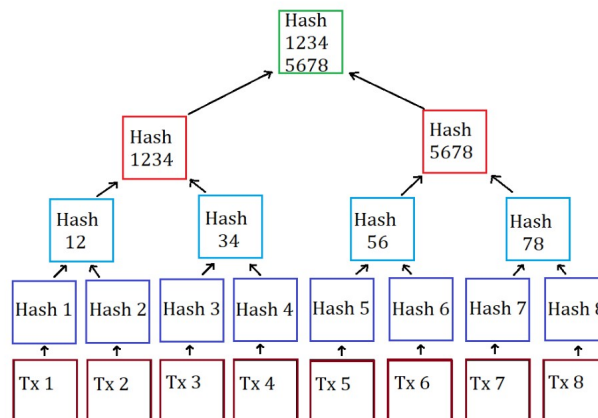 Hash
1234
5678
Hash
1234
Hash
5678
Hash
12
Hash
34
Hash
56
Hash
78
Hash 1
Hash 2
Hash 3
Hash 4
Hash 5
Hash 6
Hash 7
Hash 8
Tx 1
Tx 2
Tx 3
Tx 4
Tx 5
Tx 6
Tx 7
Tx 8